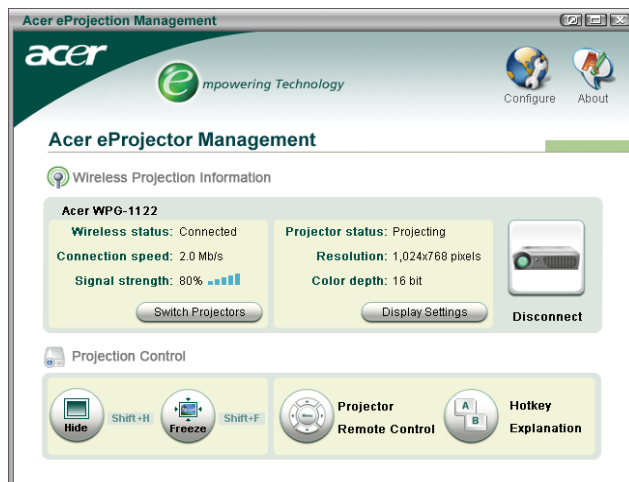 Acer eProjection Management
acer
e mpowering Technology
Configure
About
Acer eProjector Management
Wireless Projection Information
Acer WPG-1122
Wireless status: Connected
Connection speed: 2.0 Mb/s
Signal strength: 80%
Switch Projectors
Projector status: Projecting
Resolution: 1,024x768 pixels
Color depth: 16 bit
Display Settings
Disconnect
Projection Control
Hide
Shift+H
Freeze
Shift+F
Menu
Projector
Remote Control
A
B
Hotkey
Explanation